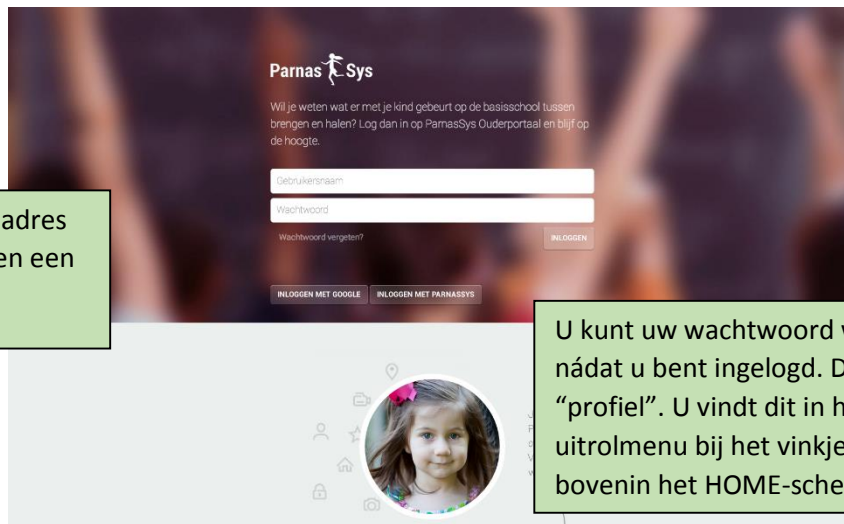 Parnas Sys
Wil je weten wat er met je kind gebeurt op de basisschool tussen
brengen en halen? Log dan in op ParnasSys Ouderportaal en blijf op
de hoogte.
Gebruikersnaam
Wachtwoord
Wachtwoord vergeten?
INLOGGEN
adres
en een
INLOGGEN MET GOOGLE
INLOGGEN MET PARNASSYS
U kunt uw wachtwoord
nádat u bent ingelogd. D
“profiel”. U vindt dit in h
uitrolmenu bij het vinkje
bovenin het HOME-sche